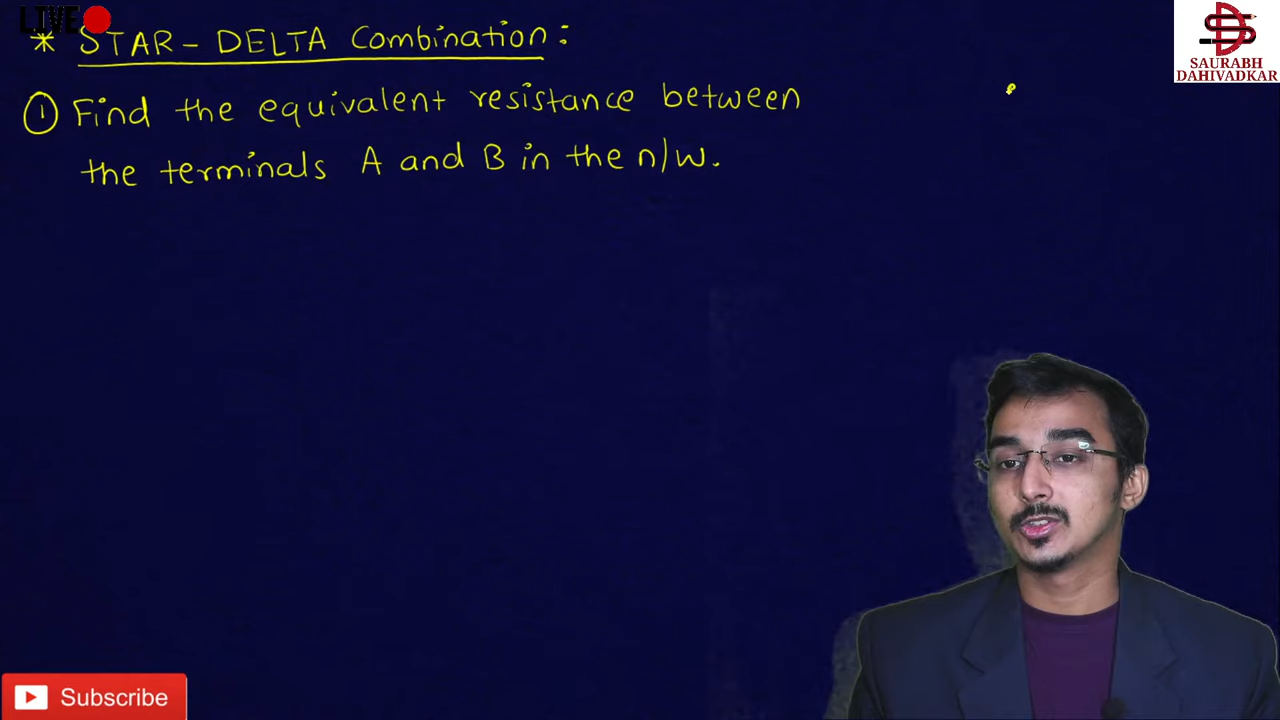 LIVE
* STAR - DELTA Combination :
① Find the equivalent resistance between
the terminals A and B in the n/w.
SAURABH
DAHIVADKAR
Subscribe